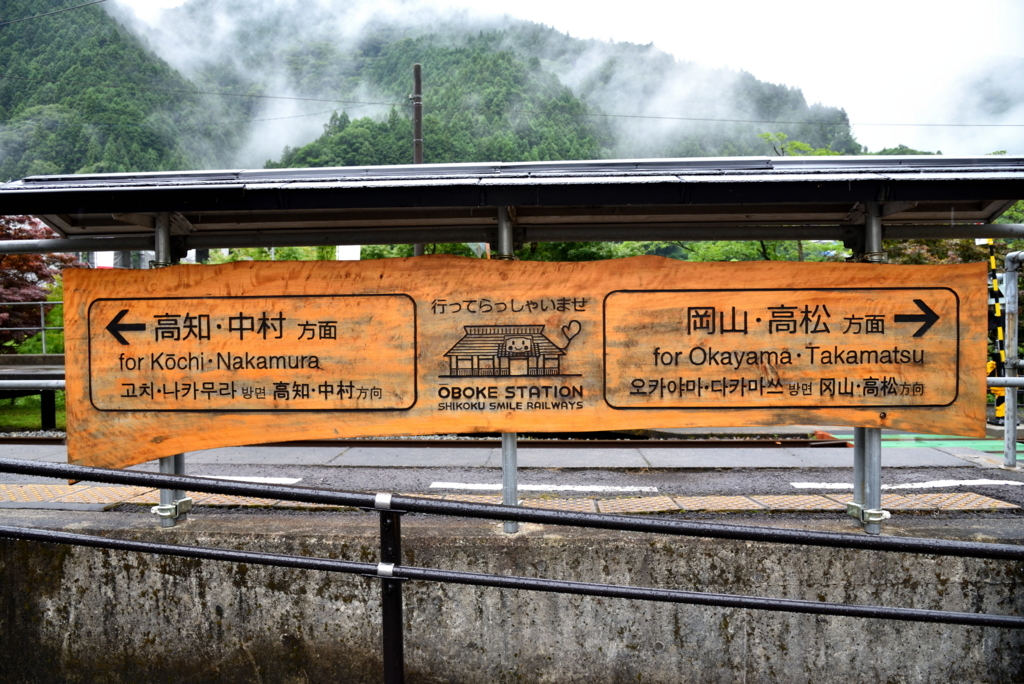 ← 高知・中村 方面
for Kōchi・Nakamura
고치・나카무라 방면 高知・中村方向
行ってらっしゃいませ
ŌBOKE STATION
SHIKOKU SMILE RAILWAYS
岡山・高松 方面 →
for Okayama・Takamatsu
오카야마・다카마쓰 방면 冈山・高松方向